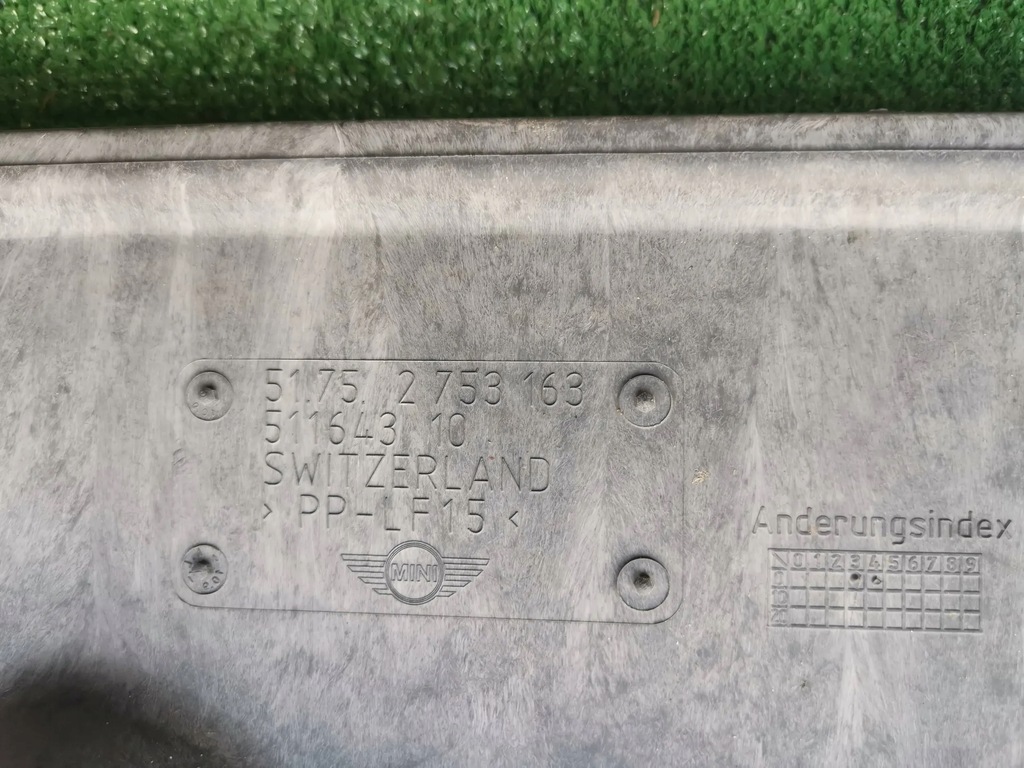 51.75. 2 753 163
511643 10
SWITZERLAND
> PP-LF15 <
MINI
Änderungsindex
0 1 2 3 4 5 6 7 8 9